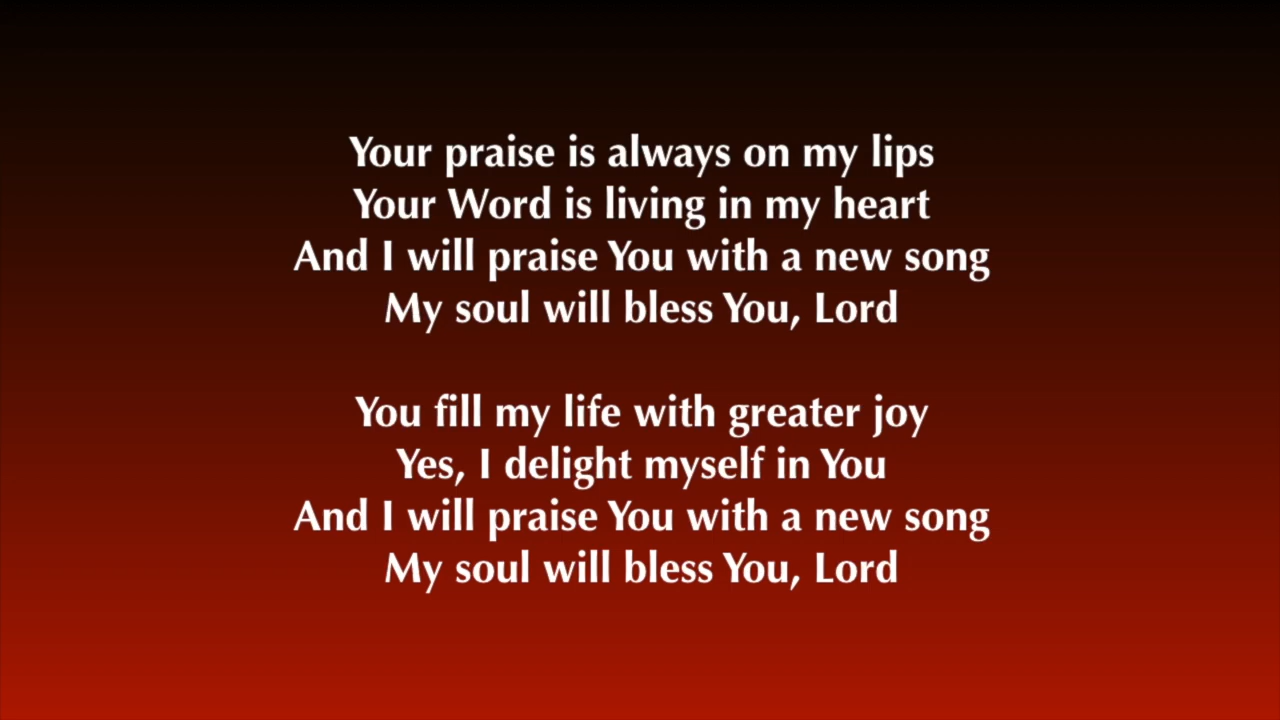 Your praise is always on my lips
Your Word is living in my heart
And I will praise You with a new song
My soul will bless You, Lord
You fill my life with greater joy
Yes, I delight myself in You
And I will praise You with a new song
My soul will bless You, Lord